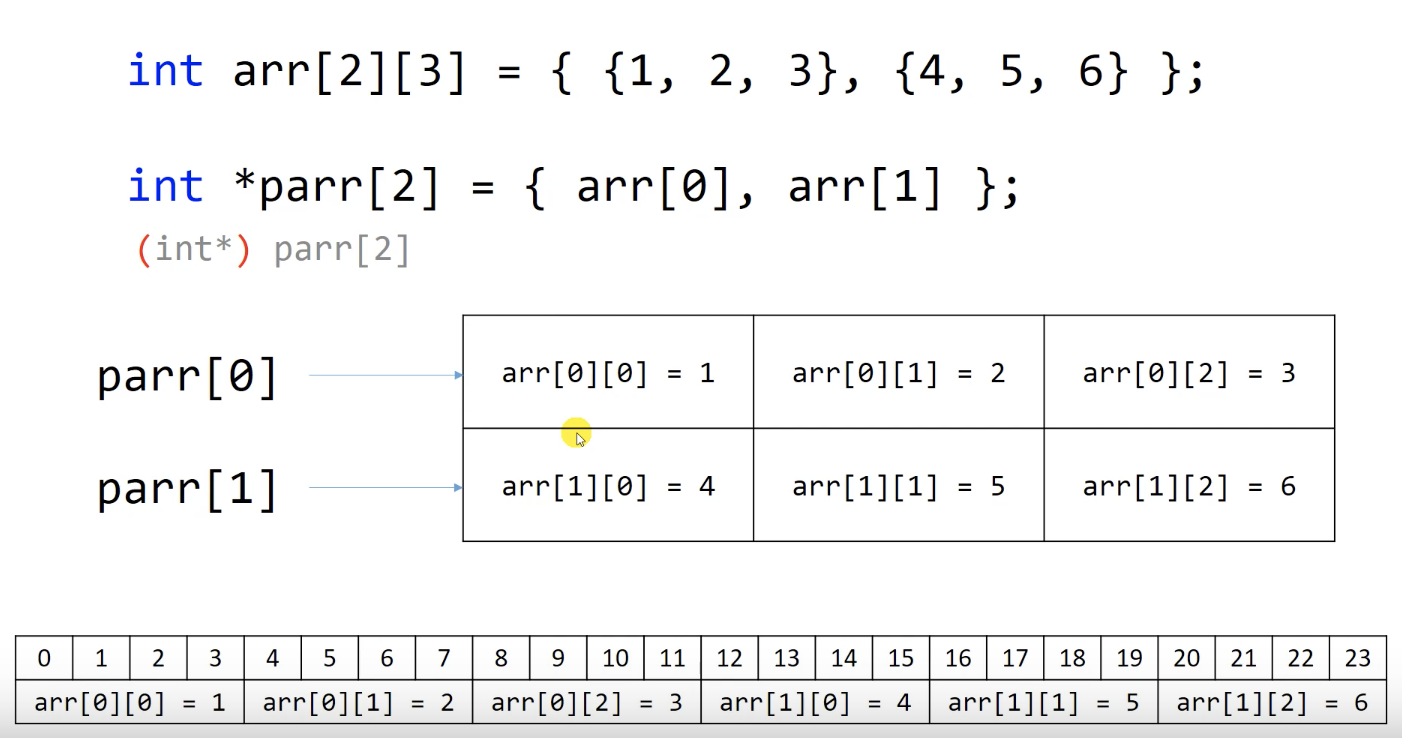 int arr[2][3] = { {1, 2, 3}, {4, 5, 6} };
int *parr[2] = { arr[0], arr[1] };
(int*) parr[2]
parr[0] arr[0][0] = 1 arr[0][1] = 2 arr[0][2] = 3
parr[1] arr[1][0] = 4 arr[1][1] = 5 arr[1][2] = 6
0 1 2 3 4 5 6 7 8 9 10 11 12 13 14 15 16 17 18 19 20 21 22 23
arr[0][0] = 1 arr[0][1] = 2 arr[0][2] = 3 arr[1][0] = 4 arr[1][1] = 5 arr[1][2] = 6